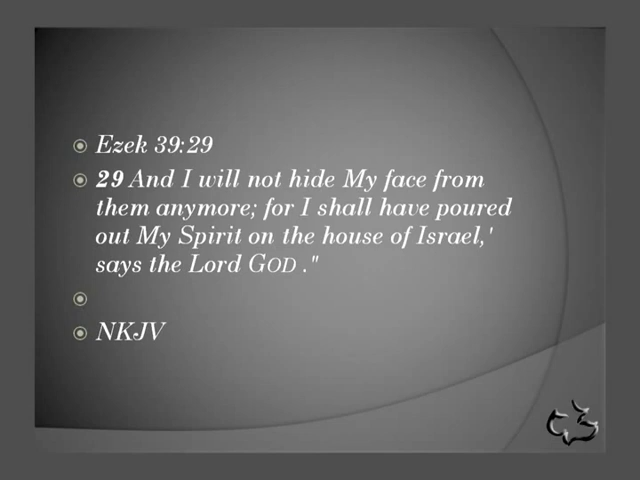 Ezek 39:29
29 And I will not hide My face from
them anymore; for I shall have poured
out My Spirit on the house of Israel,'
says the Lord GOD ."
NKJV